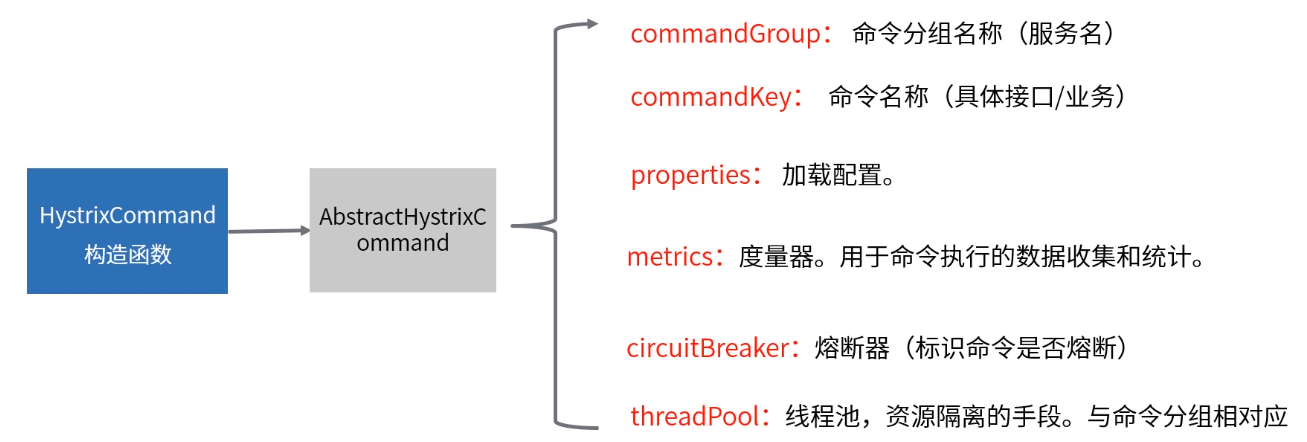 HystrixCommand
构造函数
AbstractHystrixC
ommand
commandGroup： 命令分组名称（服务名）
commandKey： 命令名称（具体接口/业务）
properties： 加载配置。
metrics：度量器。用于命令执行的数据收集和统计。
circuitBreaker：熔断器（标识命令是否熔断）
threadPool：线程池，资源隔离的手段。与命令分组相对应